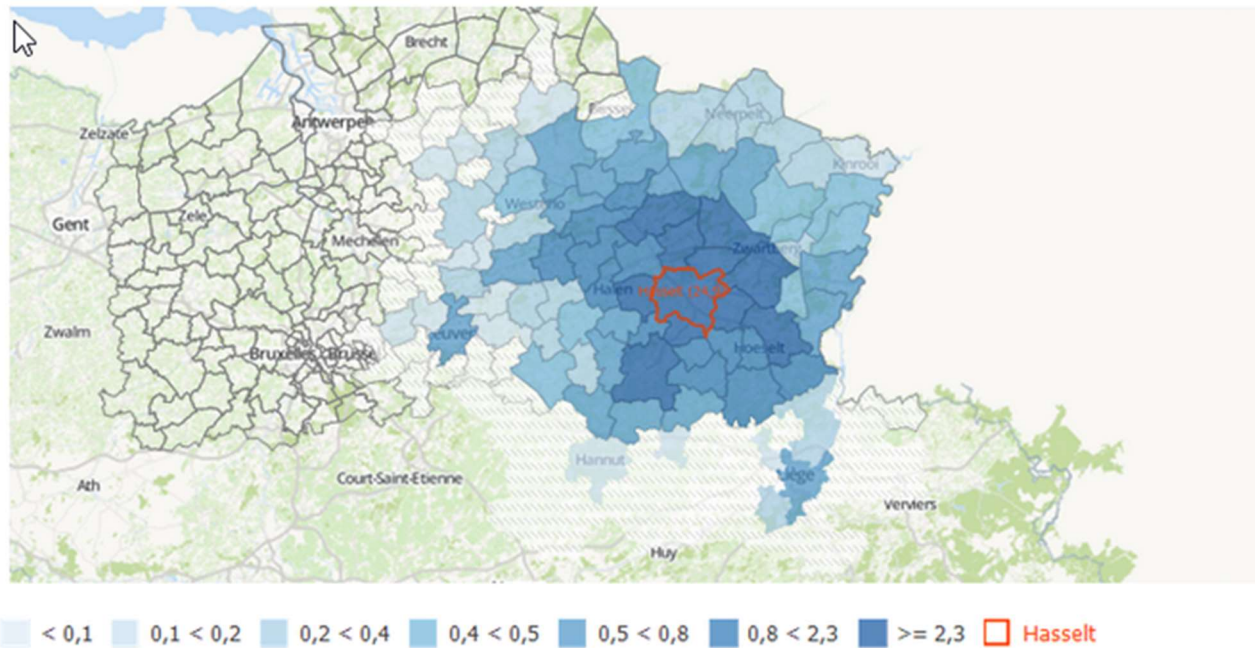 Brecht
Neerpelt
Antwerpen
Zelzate
Kinrooi
Westerlo
Zele
Gent
Mechelen
Halen
Zwalm
Bruxelles / Brussel
Hoeselt
Hannut
Liège
Court-Saint-Etienne
Ath
Verviers
Huy
< 0,1 0,1 < 0,2 0,2 < 0,4 0,4 < 0,5 0,5 < 0,8 0,8 < 2,3 >= 2,3 Hasselt